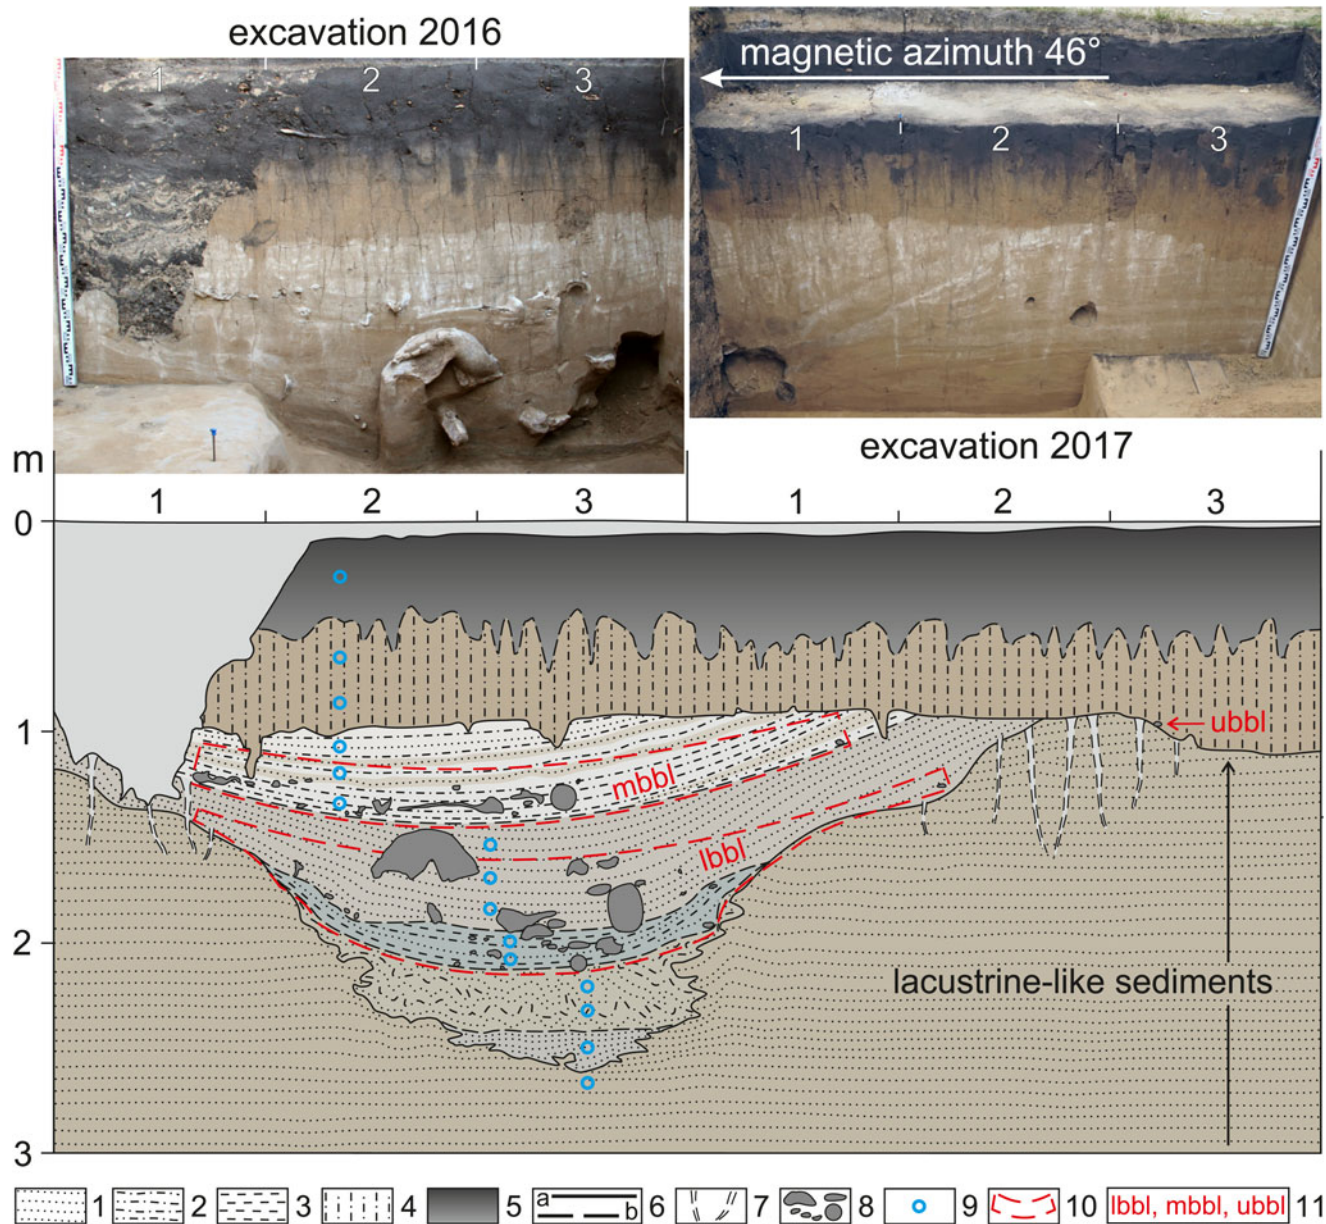 excavation 2016
magnetic azimuth 46°
1 2 3
1 2 3
excavation 2017
m
1 2 3 1 2 3
0
1
2
3
ubbl
mbbl
lbbl
lacustrine-like sediments
1 2 3 4 5 a b 6 7 8 9 10 lbbl, mbbl, ubbl 11